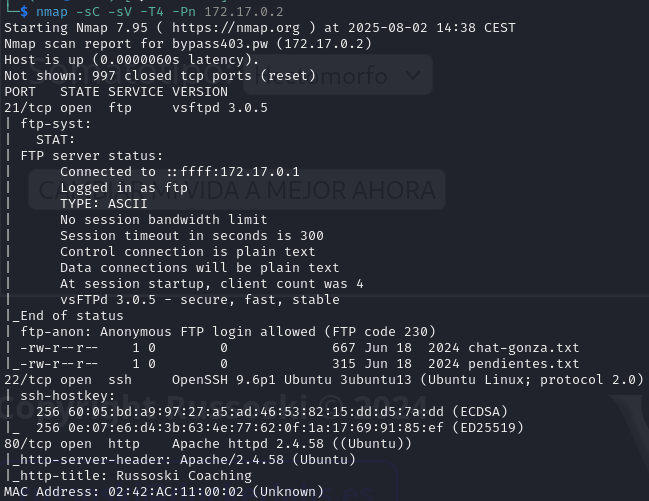 └─$ nmap -sC -sV -T4 -Pn 172.17.0.2
Starting Nmap 7.95 ( https://nmap.org ) at 2025-08-02 14:38 CEST
Nmap scan report for bypass403.pw (172.17.0.2)
Host is up (0.0000060s latency).
Not shown: 997 closed tcp ports (reset)
PORT   STATE SERVICE VERSION
21/tcp open  ftp     vsftpd 3.0.5
| ftp-syst:
|   STAT:
| FTP server status:
|      Connected to ::ffff:172.17.0.1
|      Logged in as ftp
|      TYPE: ASCII
|      No session bandwidth limit
|      Session timeout in seconds is 300
|      Control connection is plain text
|      Data connections will be plain text
|      At session startup, client count was 4
|      vsFTPd 3.0.5 - secure, fast, stable
|_End of status
| ftp-anon: Anonymous FTP login allowed (FTP code 230)
| -rw-r--r--    1 0        0             667 Jun 18  2024 chat-gonza.txt
|_-rw-r--r--    1 0        0             315 Jun 18  2024 pendientes.txt
22/tcp open  ssh     OpenSSH 9.6p1 Ubuntu 3ubuntu13 (Ubuntu Linux; protocol 2.0)
| ssh-hostkey:
|   256 60:05:bd:a9:97:27:a5:ad:46:53:82:15:dd:d5:7a:dd (ECDSA)
|_  256 0e:07:e6:d4:3b:63:4e:77:62:0f:1a:17:69:91:85:ef (ED25519)
80/tcp open  http    Apache httpd 2.4.58 ((Ubuntu))
|_http-server-header: Apache/2.4.58 (Ubuntu)
|_http-title: Russoski Coaching
MAC Address: 02:42:AC:11:00:02 (Unknown)